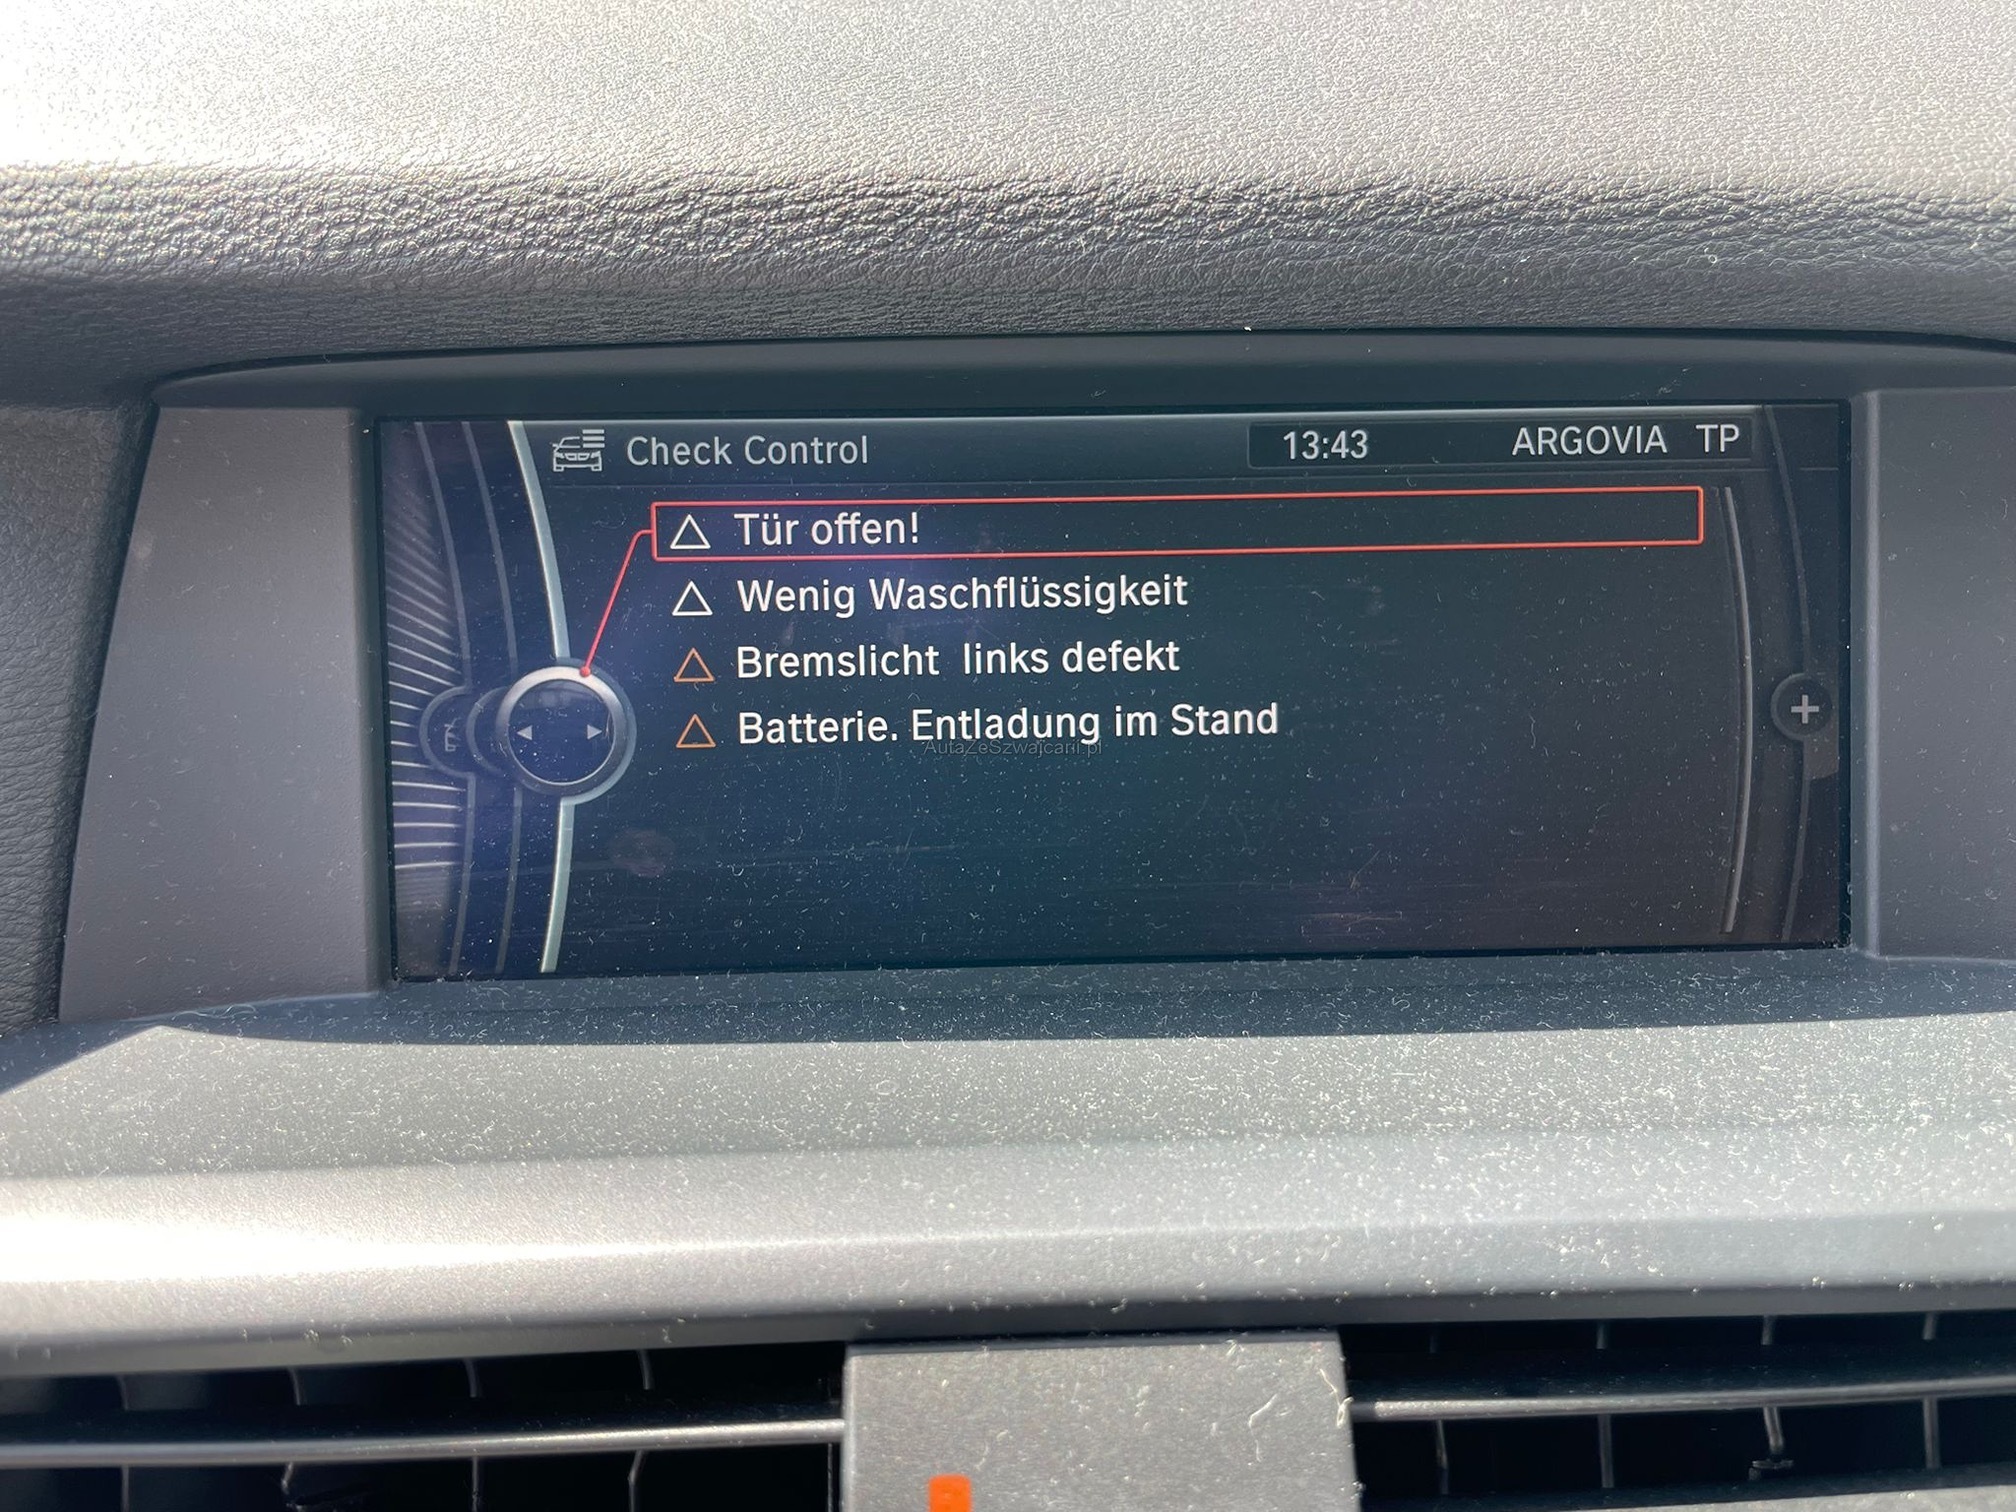 Check Control
13:43 ARGOVIA TP
Tür offen!
Wenig Waschflüssigkeit
Bremslicht links defekt
Batterie. Entladung im Stand
AutaZeSzwajcarii.pl